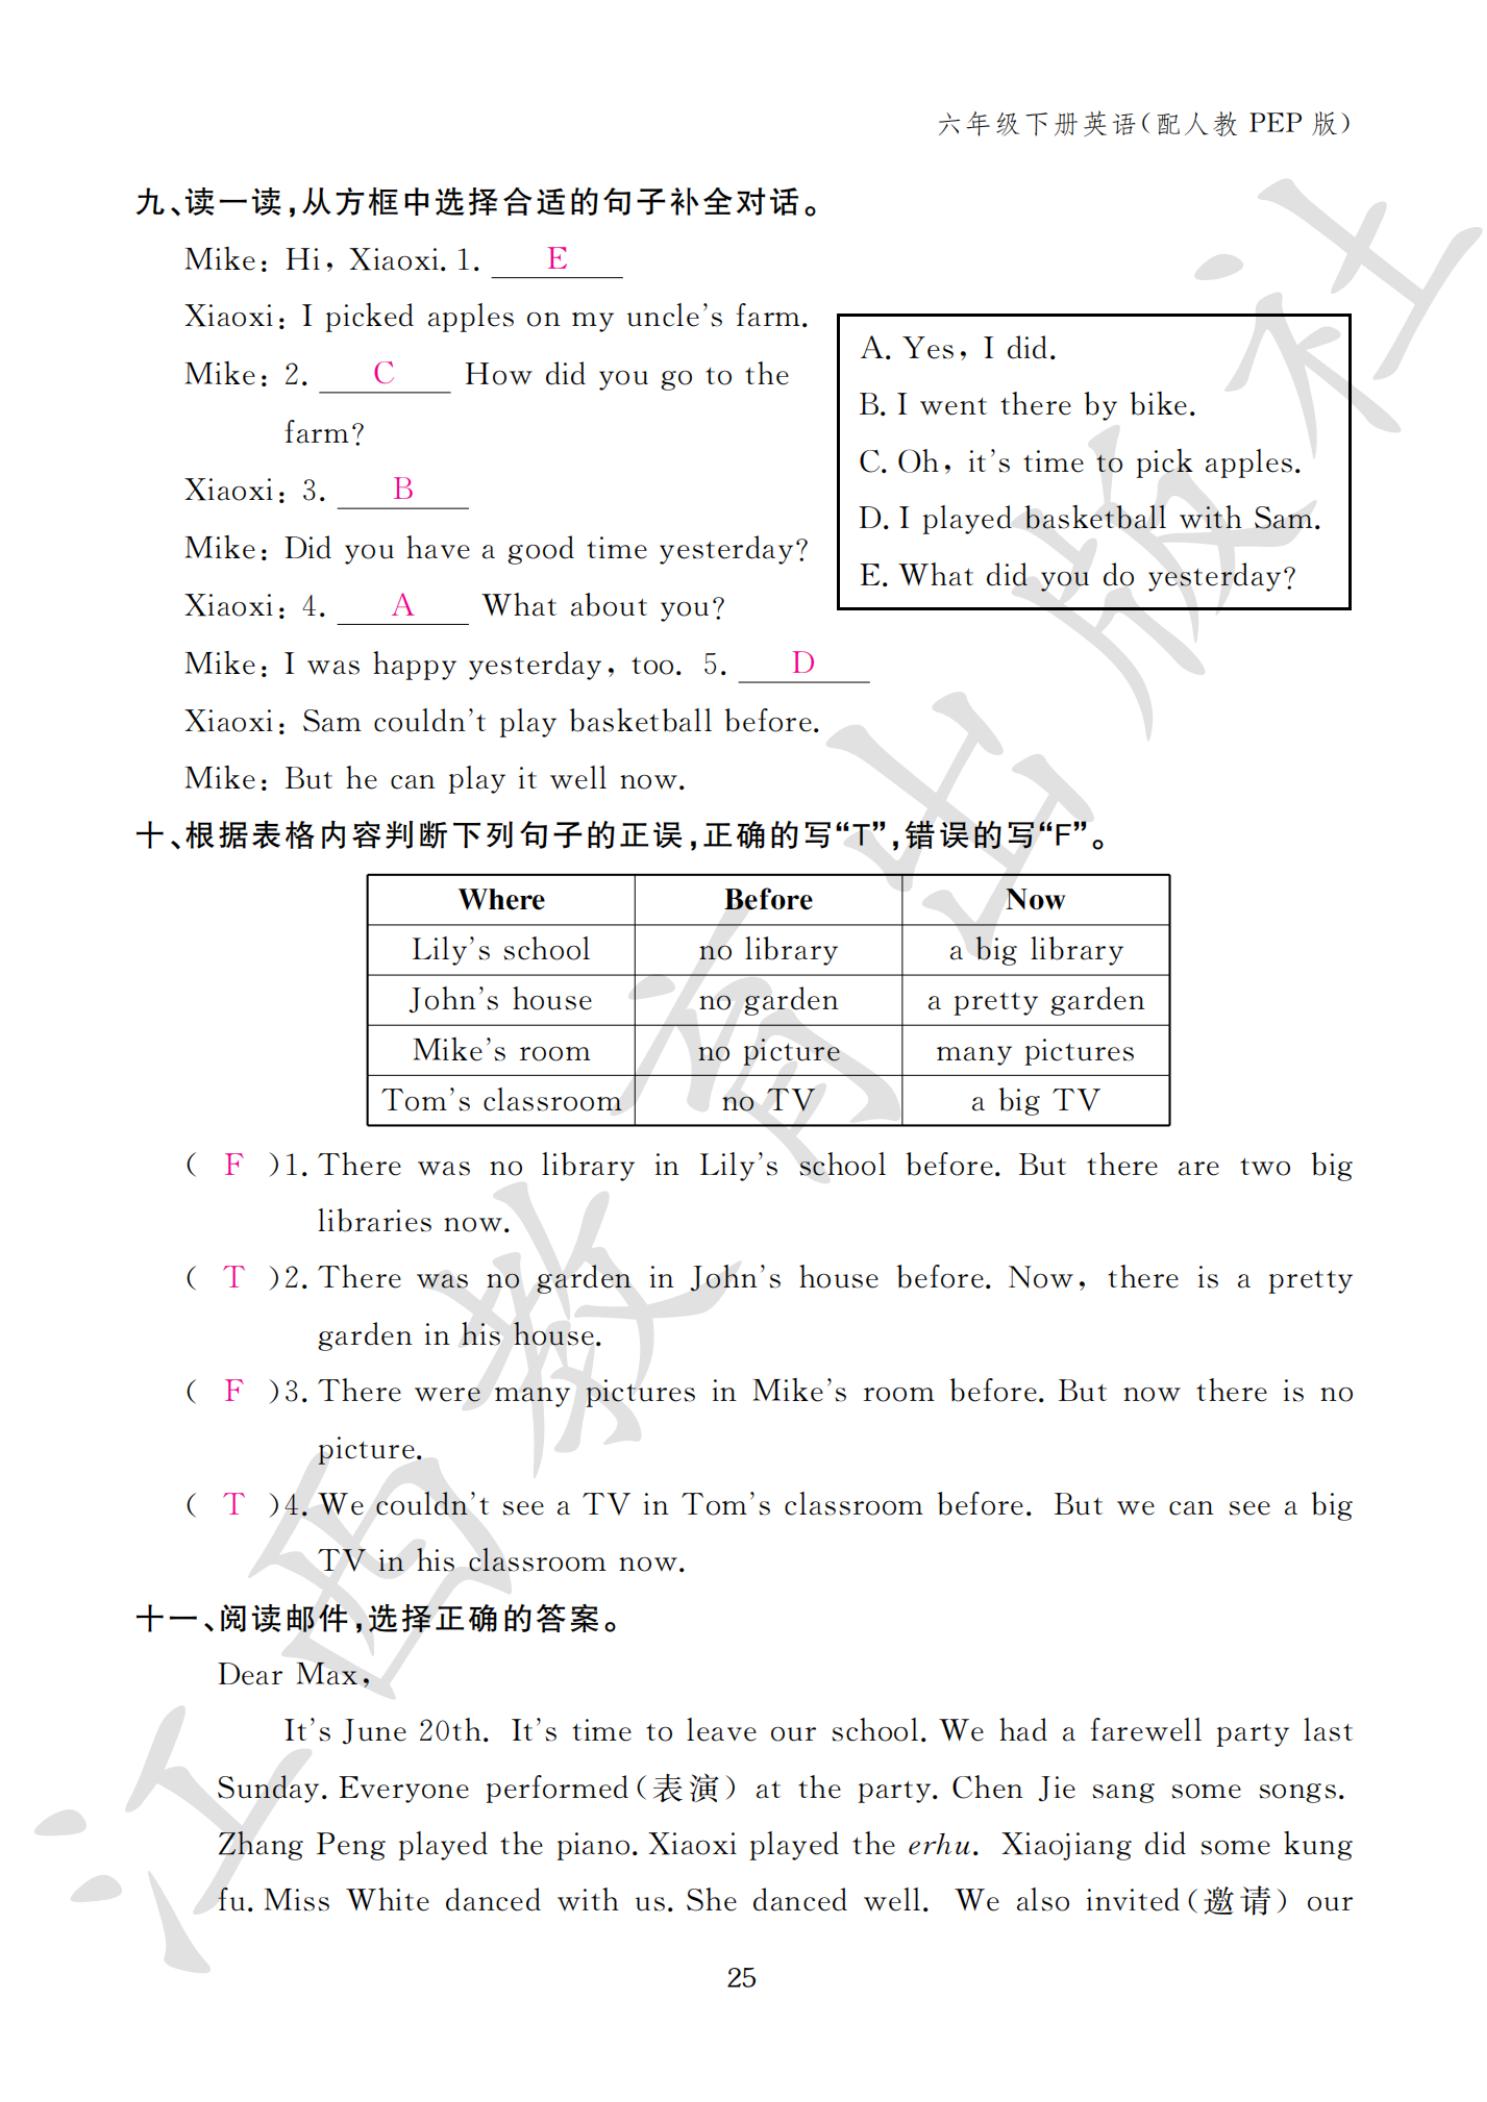 六年级下册英语(配人教 PEP 版)
九、读一读,从方框中选择合适的句子补全对话。
Mike: Hi, Xiaoxi. 1. E
Xiaoxi: I picked apples on my uncle's farm.
Mike: 2. C How did you go to the
farm?
Xiaoxi: 3. B
Mike: Did you have a good time yesterday?
Xiaoxi: 4. A What about you?
Mike: I was happy yesterday, too. 5. D
Xiaoxi: Sam couldn't play basketball before.
Mike: But he can play it well now.
A. Yes, I did.
B. I went there by bike.
C. Oh, it's time to pick apples.
D. I played basketball with Sam.
E. What did you do yesterday?
十、根据表格内容判断下列句子的正误,正确的写“T”,错误的写“F”。
Where Before Now
Lily's school no library a big library
John's house no garden a pretty garden
Mike's room no picture many pictures
Tom's classroom no TV a big TV
( F )1. There was no library in Lily's school before. But there are two big
libraries now.
( T )2. There was no garden in John's house before. Now, there is a pretty
garden in his house.
( F )3. There were many pictures in Mike's room before. But now there is no
picture.
( T )4. We couldn't see a TV in Tom's classroom before. But we can see a big
TV in his classroom now.
十一、阅读邮件,选择正确的答案。
Dear Max,
It's June 20th. It's time to leave our school. We had a farewell party last
Sunday. Everyone performed(表演) at the party. Chen Jie sang some songs.
Zhang Peng played the piano. Xiaoxi played the erhu. Xiaojiang did some kung
fu. Miss White danced with us. She danced well. We also invited(邀请) our
25
江西教育出版社